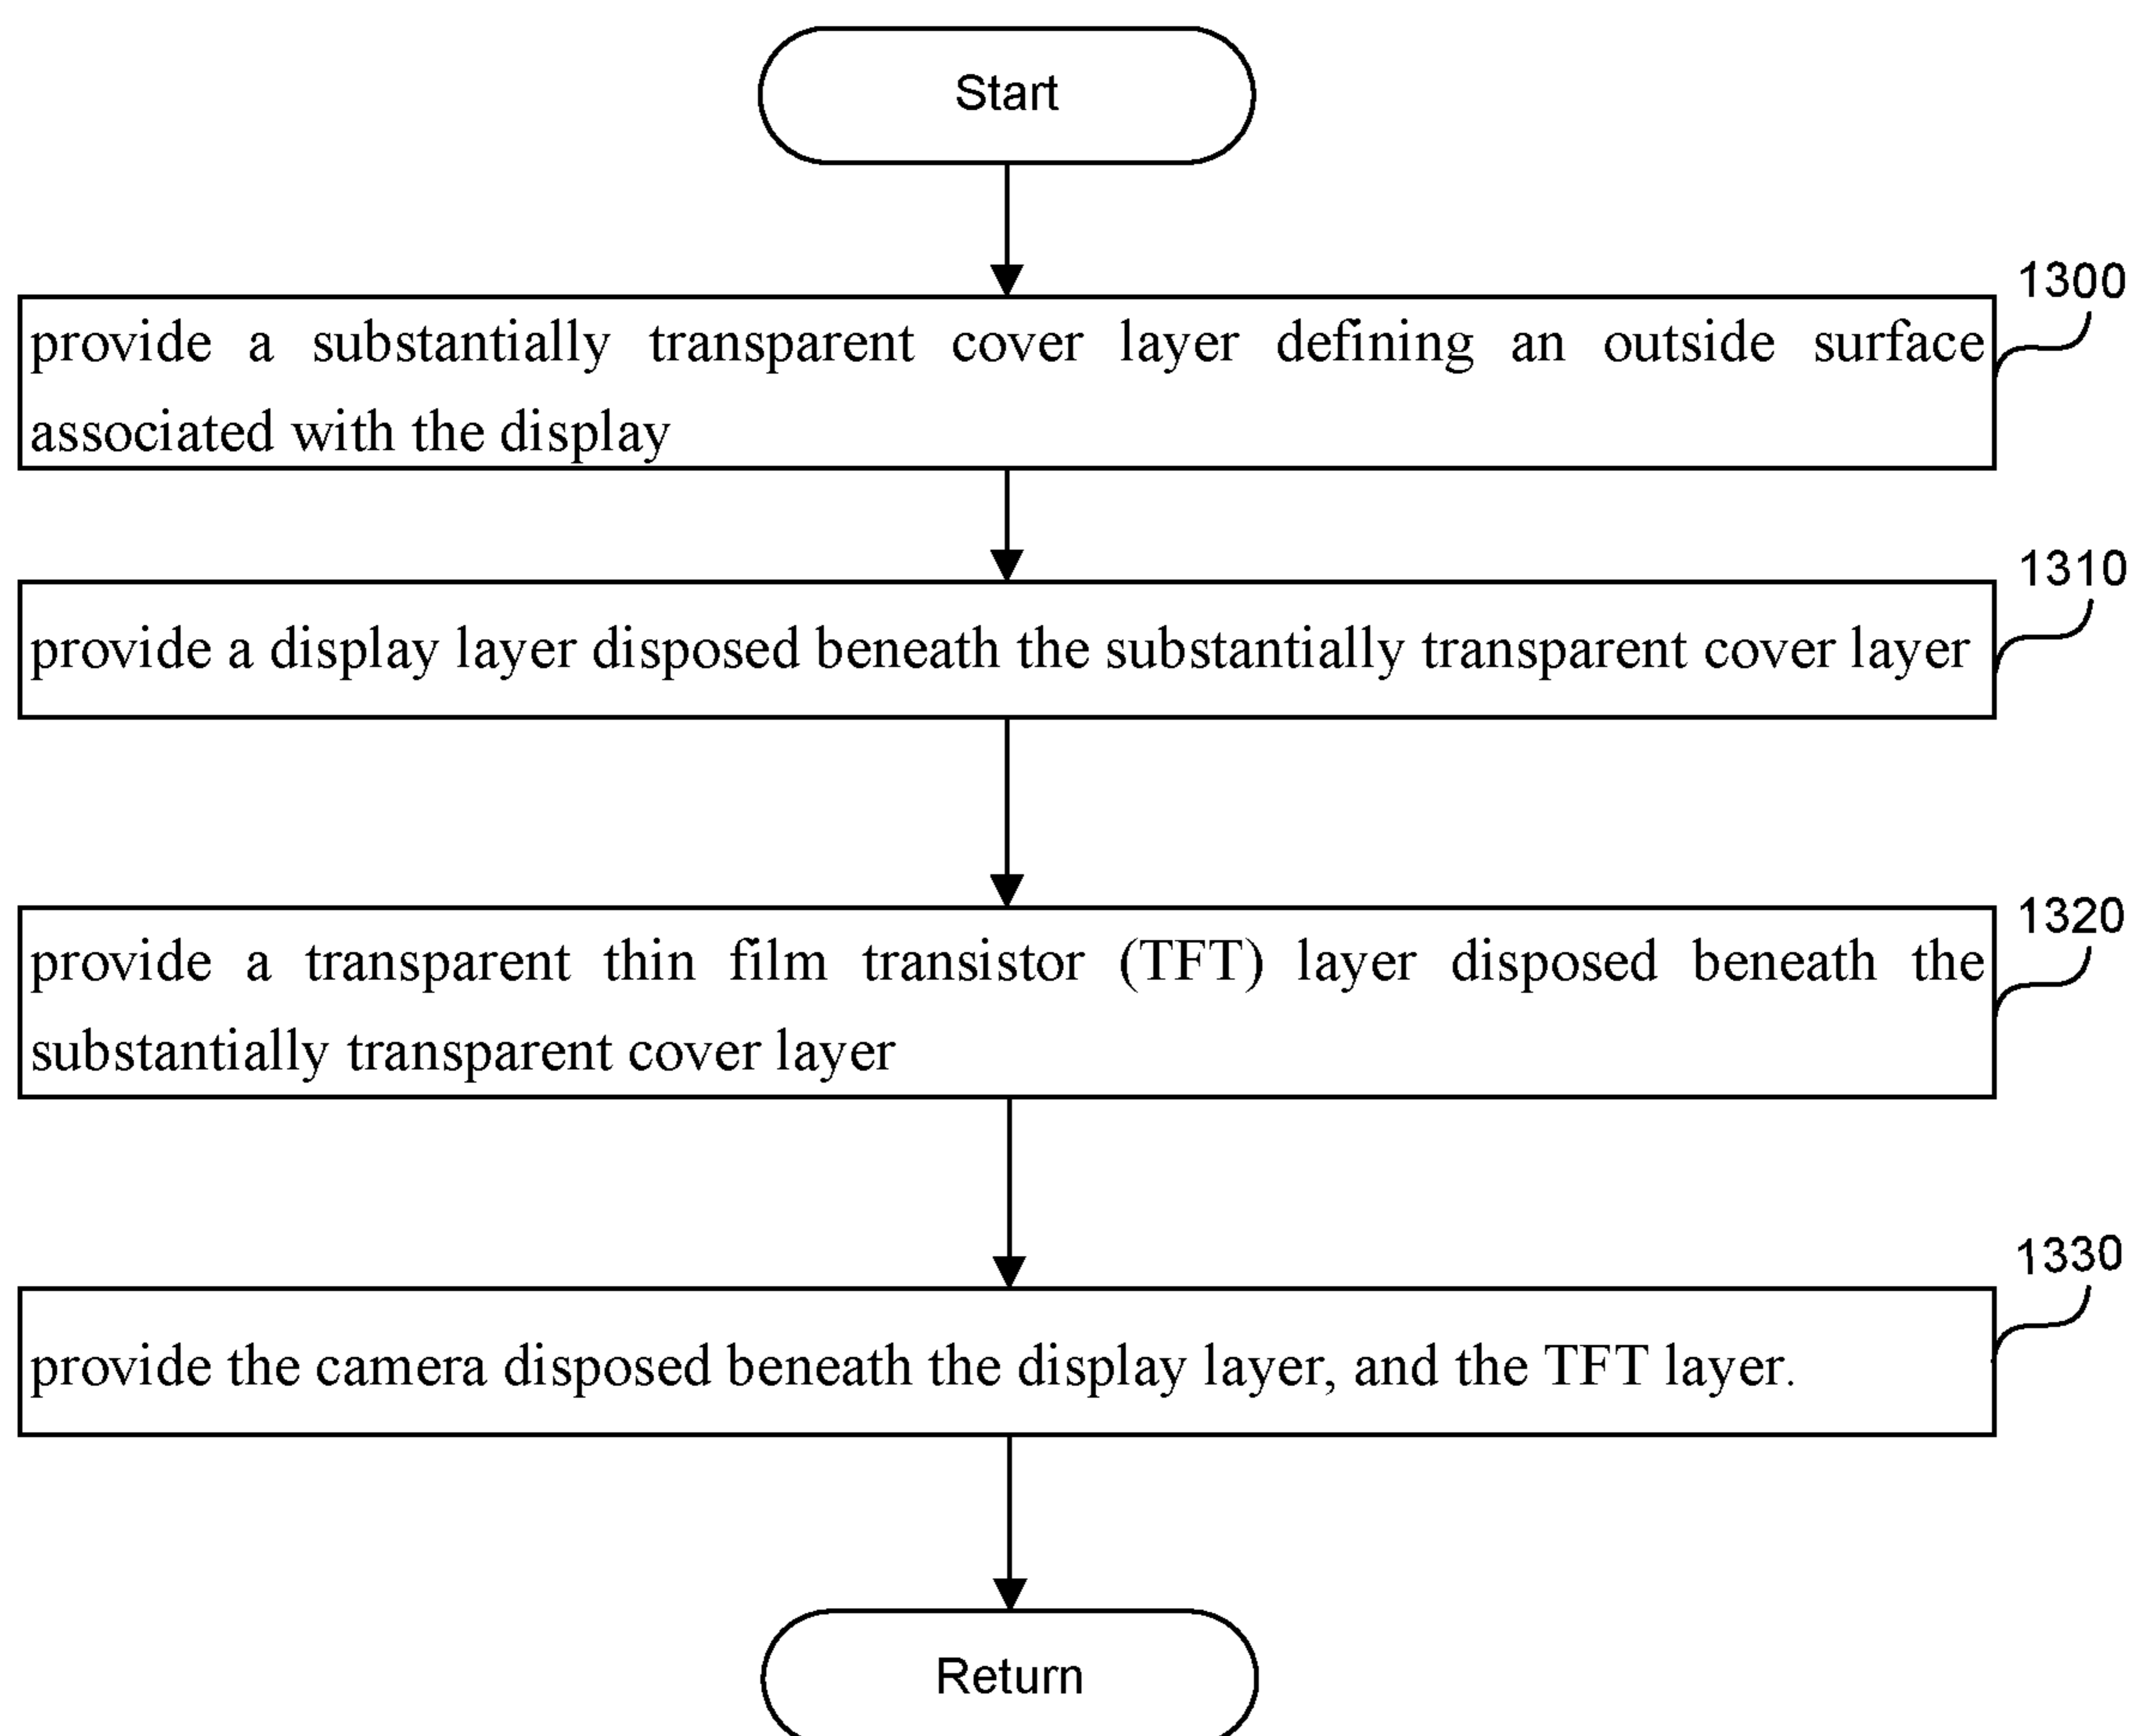 Start
1300
provide a substantially transparent cover layer defining an outside surface
associated with the display
1310
provide a display layer disposed beneath the substantially transparent cover layer
1320
provide a transparent thin film transistor (TFT) layer disposed beneath the
substantially transparent cover layer
1330
provide the camera disposed beneath the display layer, and the TFT layer.
Return